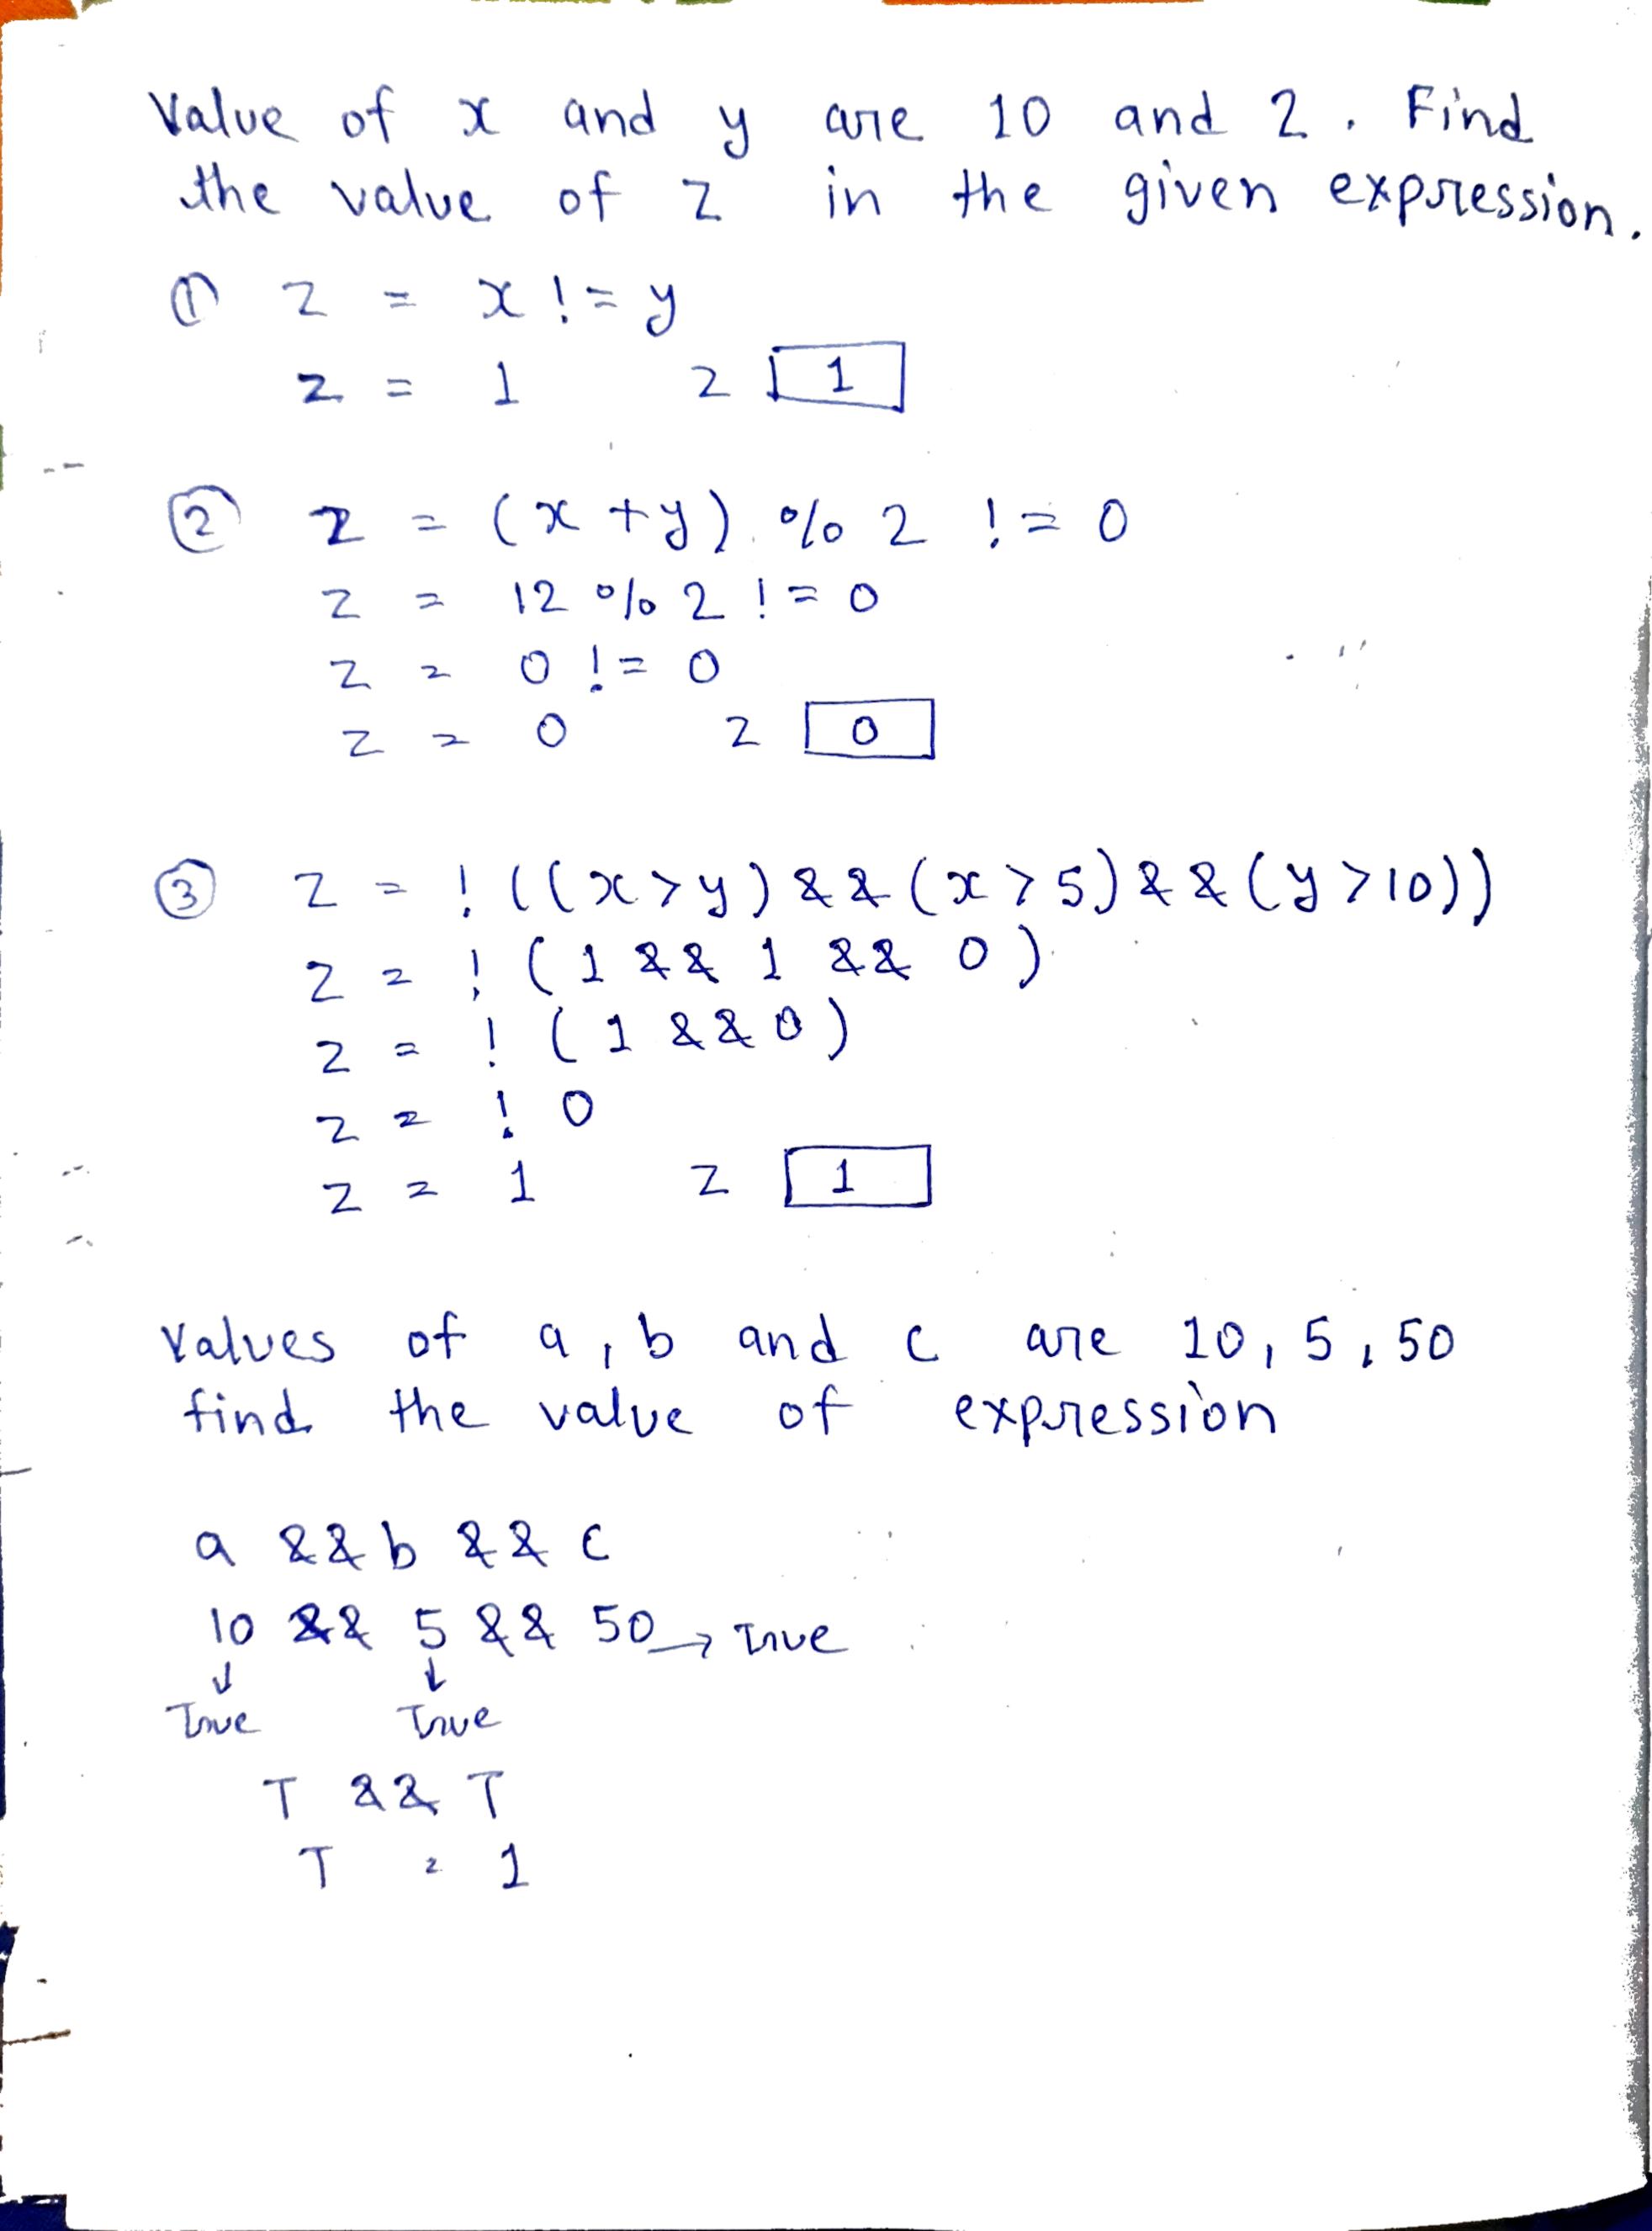 Value of x and y are 10 and 2. Find
the value of z in the given expression.
① z = x != y
z = 1 z 1
② z = (x + y) % 2 != 0
z = 12 % 2 != 0
z = 0 != 0
z = 0 z 0
③ z = ! ((x > y) && (x > 5) && (y > 10))
z = ! (1 && 1 && 0)
z = ! (1 && 0)
z = ! 0
z = 1 z 1
Values of a, b and c are 10, 5, 50
find the value of expression
a && b && c
10 && 5 && 50 → True
↓ ↓
True True
T && T
T = 1